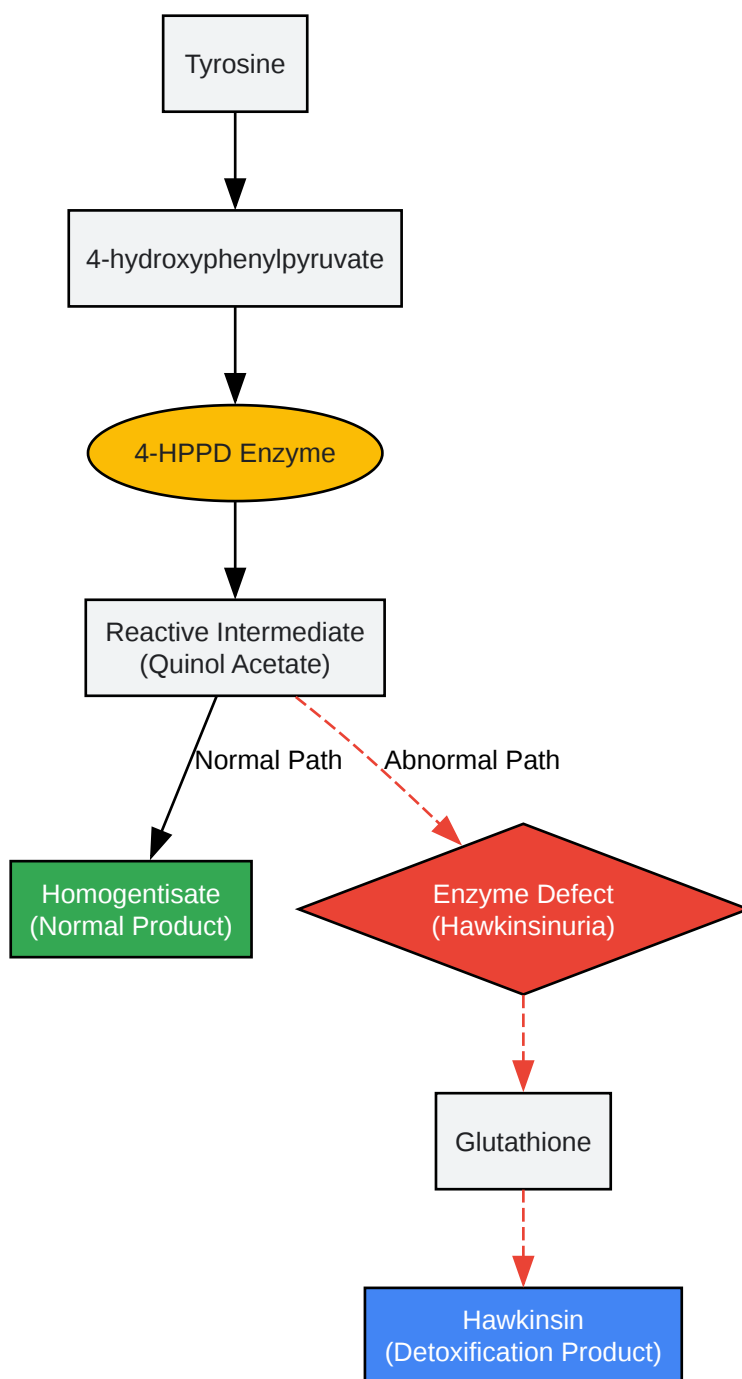 Tyrosine
4-hydroxyphenylpyruvate
4-HPPD Enzyme
Reactive Intermediate
(Quinol Acetate)
Normal Path
Abnormal Path
Homogentisate
(Normal Product)
Enzyme Defect
(Hawkinsinuria)
Glutathione
Hawkinsin
(Detoxification Product)